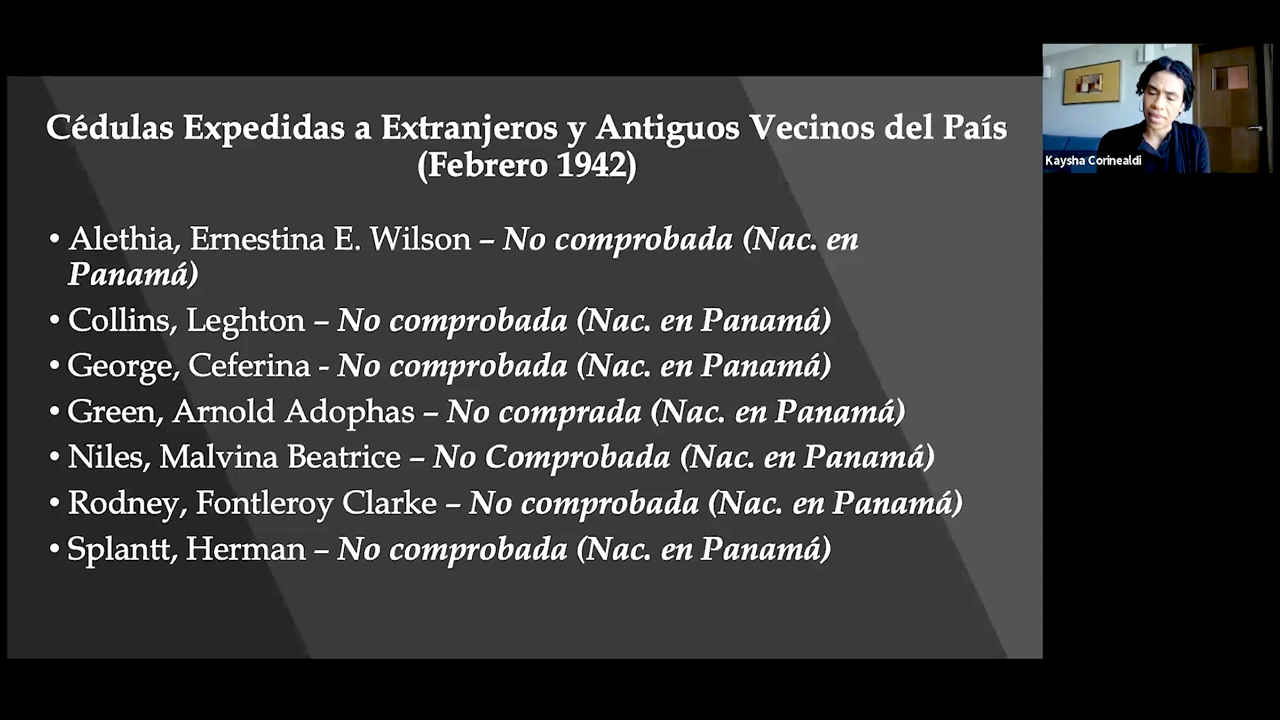 Cédulas Expedidas a Extranjeros y Antiguos Vecinos del País
(Febrero 1942)
• Alethia, Ernestina E. Wilson – No comprobada (Nac. en
Panamá)
• Collins, Leghton – No comprobada (Nac. en Panamá)
• George, Ceferina - No comprobada (Nac. en Panamá)
• Green, Arnold Adophas – No comprada (Nac. en Panamá)
• Niles, Malvina Beatrice – No Comprobada (Nac. en Panamá)
• Rodney, Fontleroy Clarke – No comprobada (Nac. en Panamá)
• Splantt, Herman – No comprobada (Nac. en Panamá)
Kaysha Corinealdi